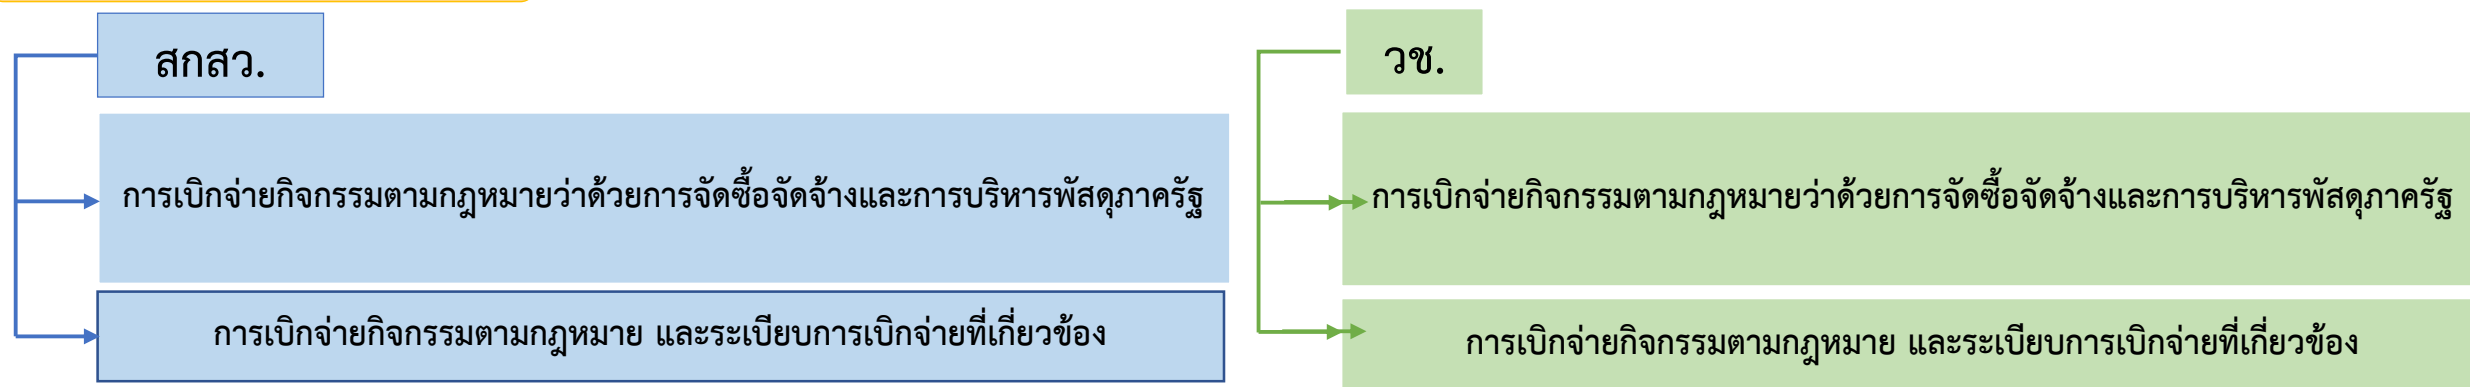 สกสว.
การเบิกจ่ายกิจกรรมตามกฎหมายว่าด้วยการจัดซื้อจัดจ้างและการบริหารพัสดุภาครัฐ
การเบิกจ่ายกิจกรรมตามกฎหมาย และระเบียบการเบิกจ่ายที่เกี่ยวข้อง
วช.
การเบิกจ่ายกิจกรรมตามกฎหมายว่าด้วยการจัดซื้อจัดจ้างและการบริหารพัสดุภาครัฐ
การเบิกจ่ายกิจกรรมตามกฎหมาย และระเบียบการเบิกจ่ายที่เกี่ยวข้อง